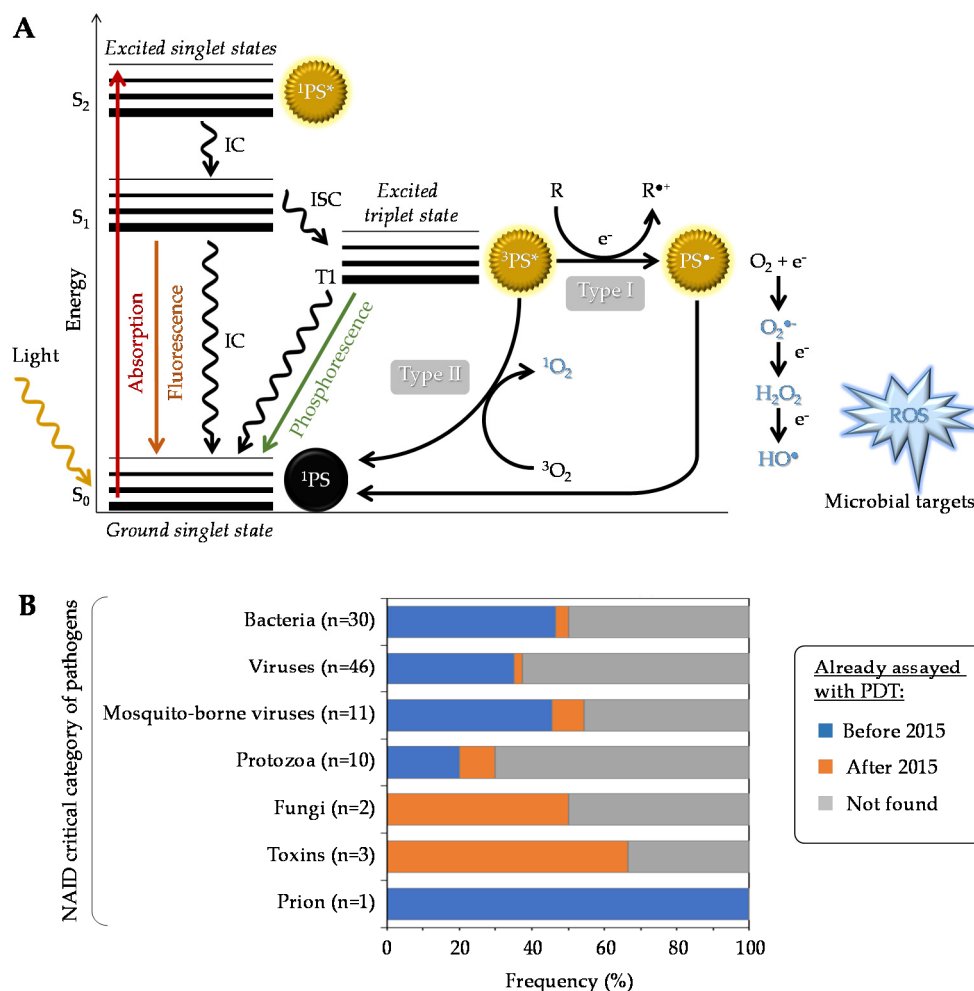 A
Excited singlet states
S₂
¹PS*
IC
S₁
ISC
Excited
triplet state
R
R•+
e⁻
³PS*
PS•-
Type I
T1
Energy
Absorption
Fluorescence
IC
Phosphorescence
Type II
¹O₂
³O₂
O₂ + e⁻
O₂•-
e⁻
H₂O₂
e⁻
HO•
ROS
Microbial targets
Light
S₀
¹PS
Ground singlet state
B
NAID critical category of pathogens
Bacteria (n=30)
Viruses (n=46)
Mosquito-borne viruses (n=11)
Protozoa (n=10)
Fungi (n=2)
Toxins (n=3)
Prion (n=1)
0 20 40 60 80 100
Frequency (%)
Already assayed
with PDT:
Before 2015
After 2015
Not found